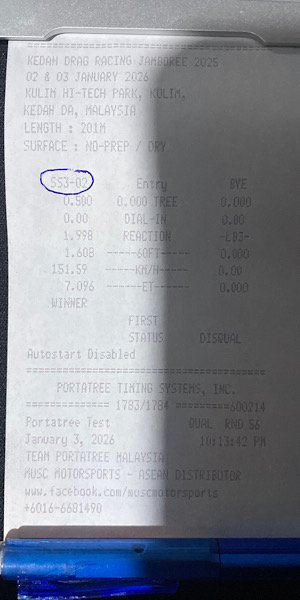 KEDAH DRAG RACING JAMBOREE 2025
02 & 03 JANUARY 2026
KULIM HI-TECH PARK, KULIM,
KEDAH DA, MALAYSIA
LENGTH : 201M
SURFACE : NO-PREP / DRY
SS3-02 Entry BYE
0.500 0.000 TREE 0.000
0.00 DIAL-IN 0.00
1.998 REACTION -L83-
1.608 ------60FT----- 0.000
151.59 ------KM/H----- 0.00
7.096 ------ET------ 0.000
WINNER
FIRST
STATUS DISQUAL
Autostart Disabled
PORTATREE TIMING SYSTEMS, INC.
============ 1783/1784 =========600214
Portatree Test QUAL RND 56
January 3, 2026 10:13:42 PM
TEAM PORTATREE MALAYSIA
MUSC MOTORSPORTS - ASEAN DISTRIBUTOR
www.facebook.com/muscmotorsports
+6016-6681490